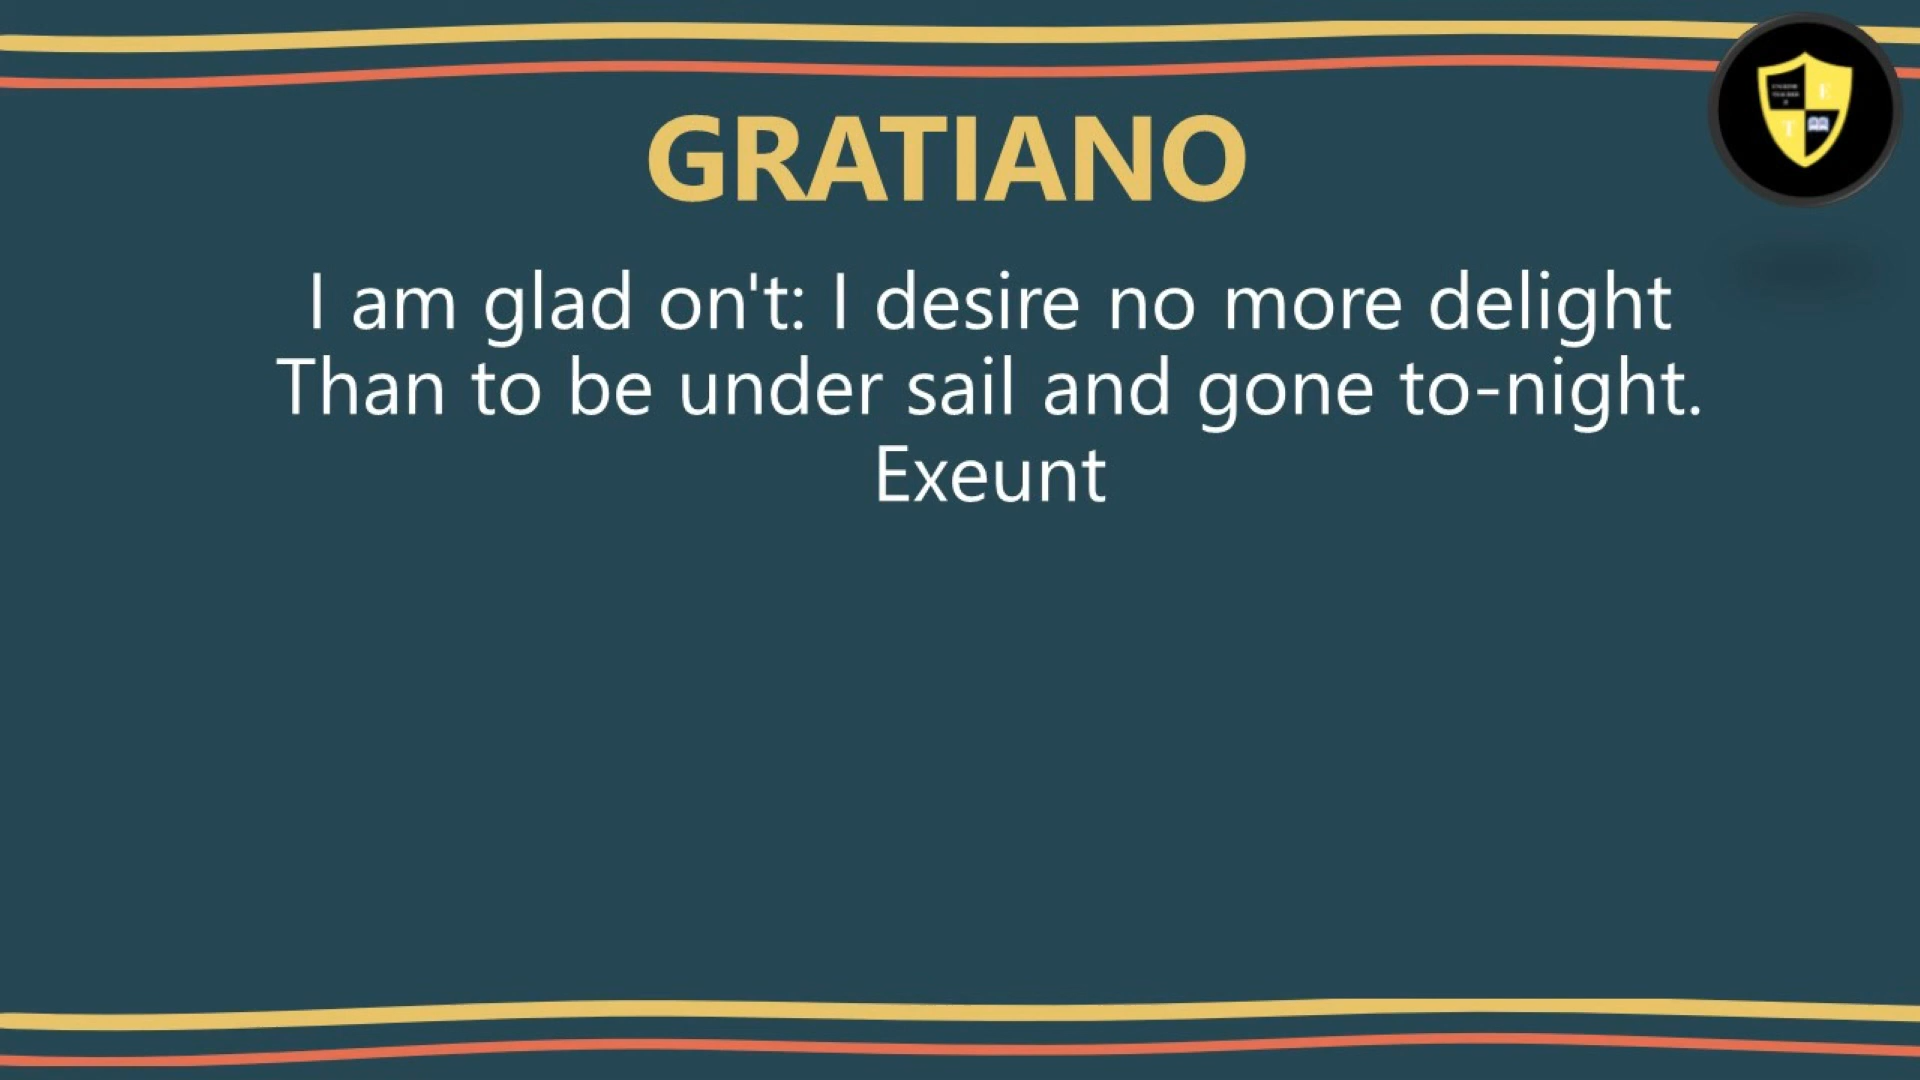 GRATIANO
I am glad on't: I desire no more delight
Than to be under sail and gone to-night.
Exeunt
E
T